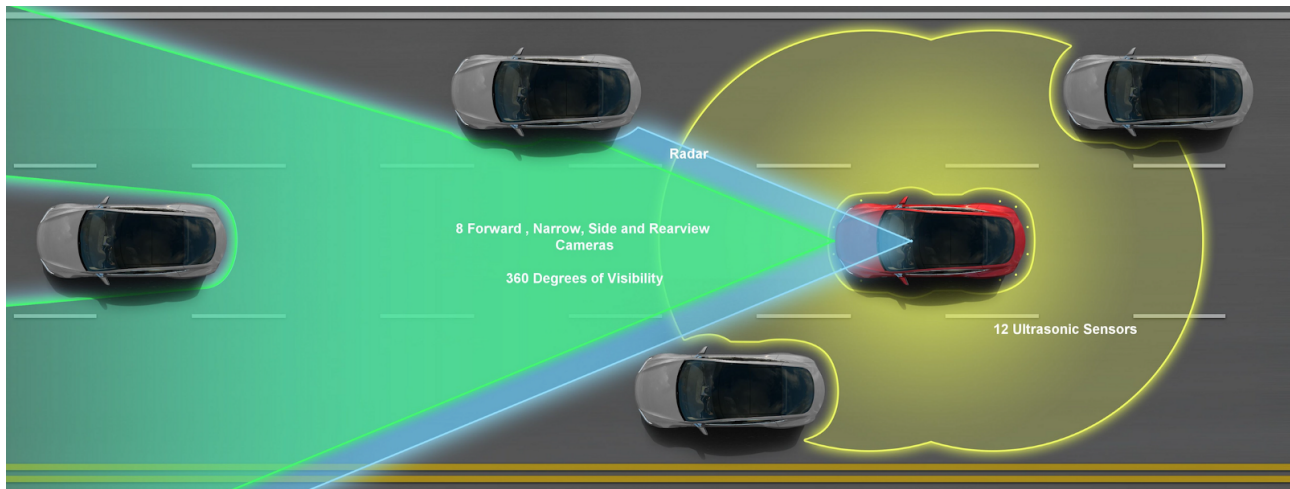 Radar
8 Forward , Narrow, Side and Rearview
Cameras
360 Degrees of Visibility
12 Ultrasonic Sensors